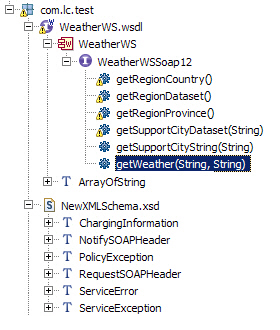 com.lc.test
WeatherWS.wsdl
WeatherWS
WeatherWSSoap12
getRegionCountry()
getRegionDataset()
getRegionProvince()
getSupportCityDataset(String)
getSupportCityString(String)
getWeather(String, String)
ArrayOfString
NewXMLSchema.xsd
ChargingInformation
NotifySOAPHeader
PolicyException
RequestSOAPHeader
ServiceError
ServiceException